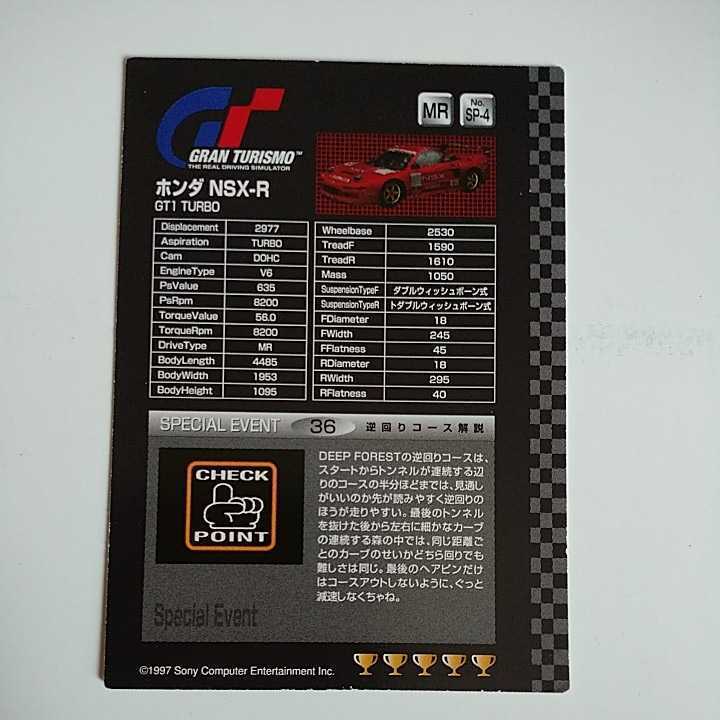 MR
No.
SP-4
GRAN TURISMO™
THE REAL DRIVING SIMULATOR
ホンダ NSX-R
GT1 TURBO
Displacement 2977
Aspiration TURBO
Cam DOHC
EngineType V6
PsValue 635
PsRpm 8200
TorqueValue 56.0
TorqueRpm 8200
DriveType MR
BodyLength 4485
BodyWidth 1953
BodyHeight 1095
Wheelbase 2530
TreadF 1590
TreadR 1610
Mass 1050
SuspensionTypeF ダブルウィッシュボーン式
SuspensionTypeR トダブルウィッシュボーン式
FDiameter 18
FWidth 245
FFlatness 45
RDiameter 18
RWidth 295
RFlatness 40
SPECIAL EVENT 36 逆回りコース解説
CHECK
POINT
DEEP FORESTの逆回りコースは、
スタートからトンネルが連続する辺
りのコースの半分ほどまでは、見通し
がいいのか先が読みやすく逆回りの
ほうが走りやすい。最後のトンネル
を抜けた後から左右に細かなカーブ
の連続する森の中では、同じ距離ご
とのカーブのせいかどちら回りでも
難しさは同じ。最後のヘアピンだけ
はコースアウトしないように、ぐっと
減速しなくちゃね。
Special Event
©1997 Sony Computer Entertainment Inc.